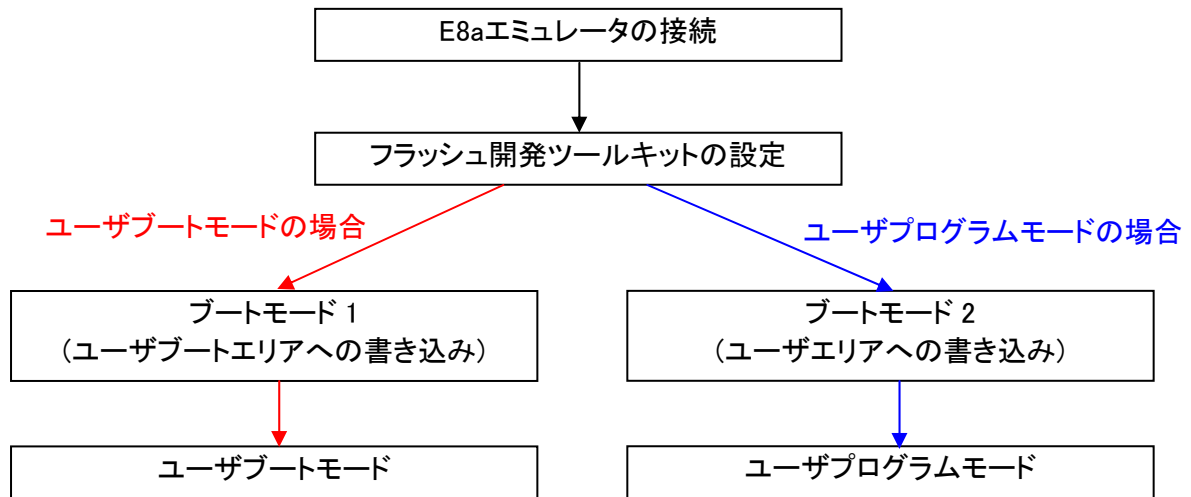 E8aエミュレータの接続
フラッシュ開発ツールキットの設定
ユーザブートモードの場合
ユーザプログラムモードの場合
ブートモード 1
（ユーザブートエリアへの書き込み）
ブートモード 2
（ユーザエリアへの書き込み）
ユーザブートモード
ユーザプログラムモード